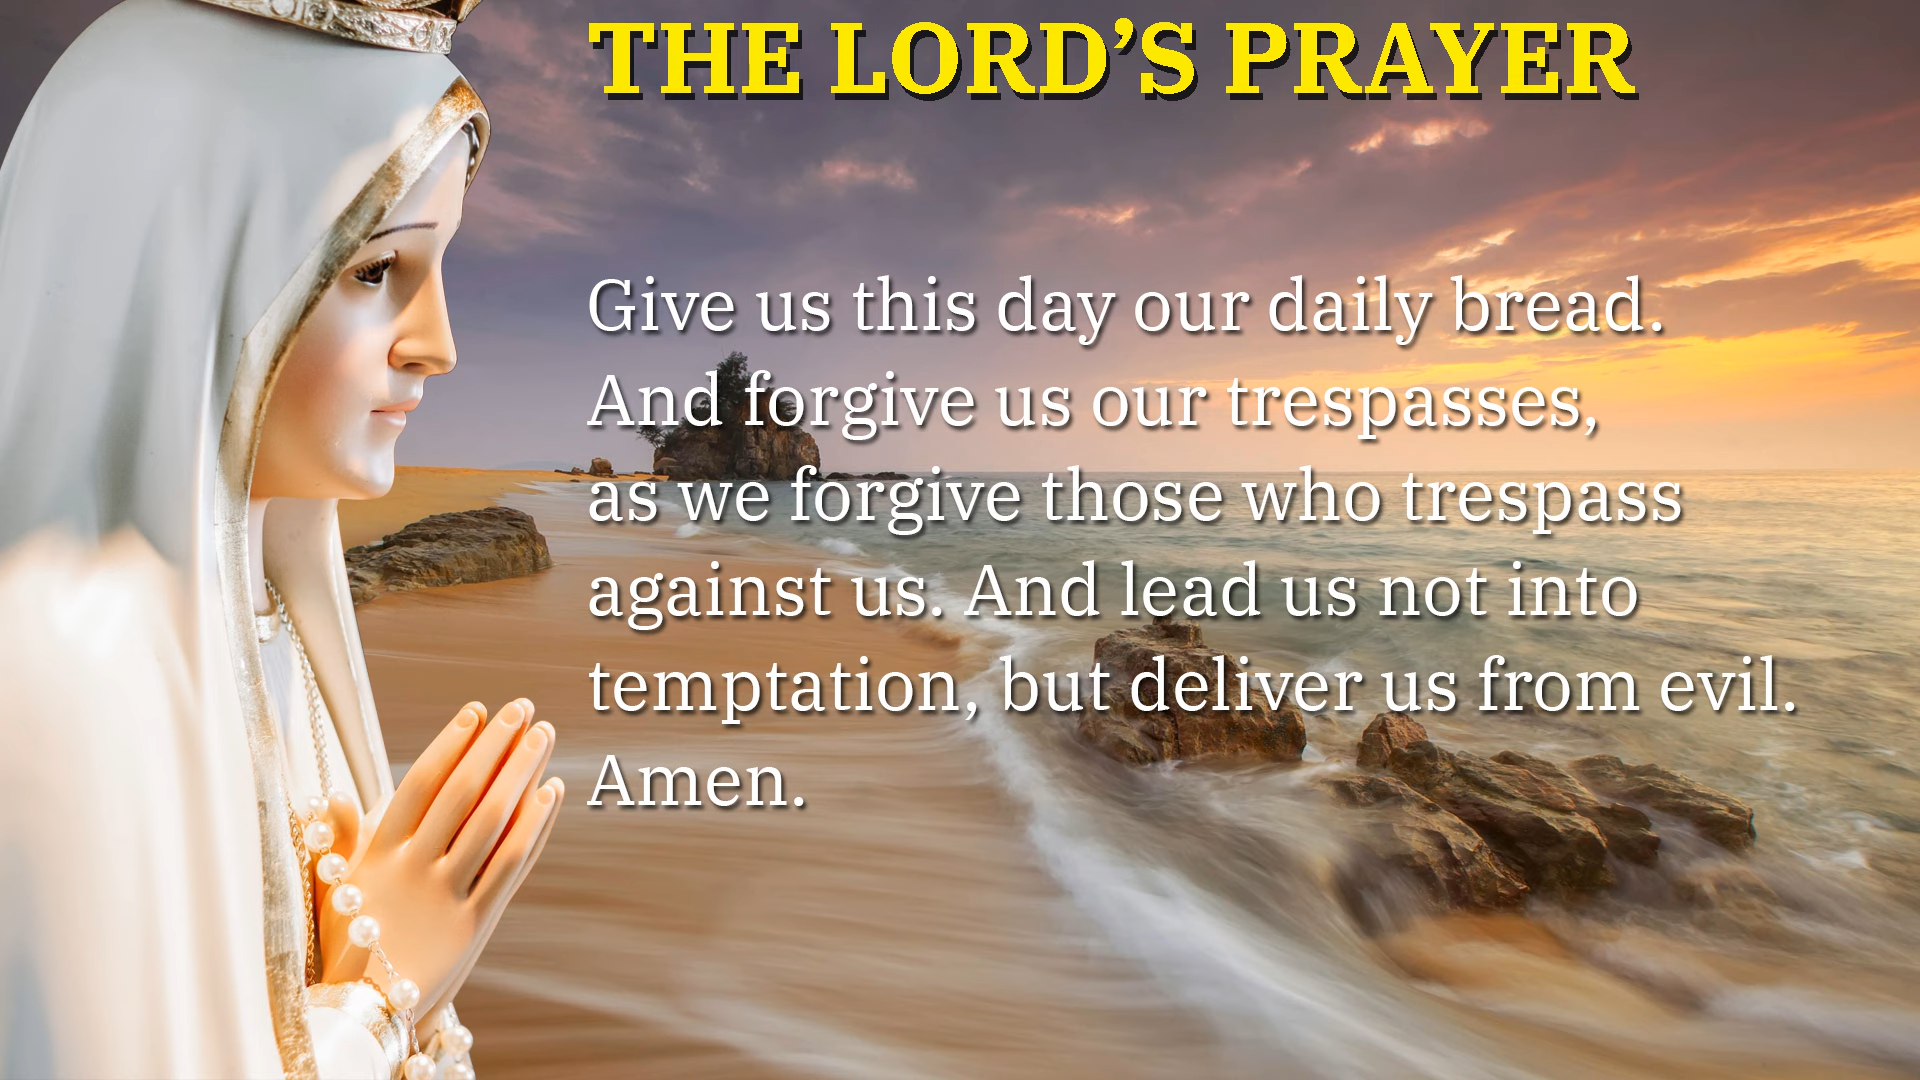 THE LORD’S PRAYER
Give us this day our daily bread.
And forgive us our trespasses,
as we forgive those who trespass
against us. And lead us not into
temptation, but deliver us from evil.
Amen.